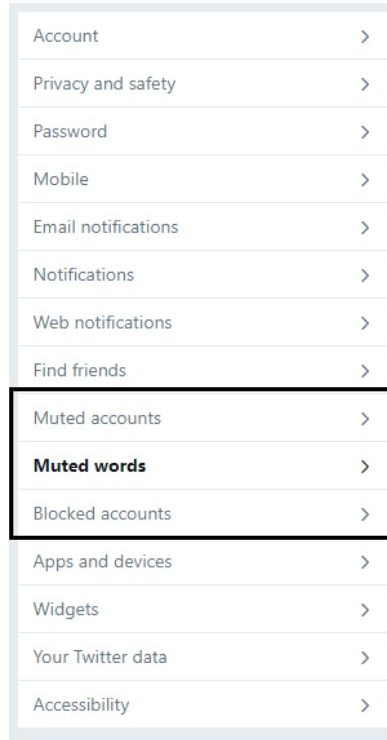 Account
Privacy and safety
Password
Mobile
Email notifications
Notifications
Web notifications
Find friends
Muted accounts
Muted words
Blocked accounts
Apps and devices
Widgets
Your Twitter data
Accessibility